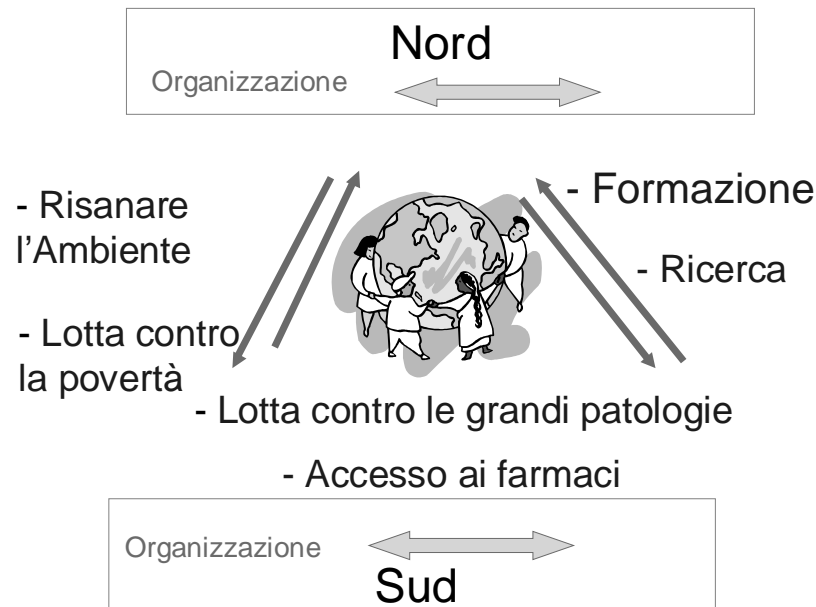 Nord
Organizzazione
- Risanare
l'Ambiente
- Formazione
- Ricerca
- Lotta contro
la povertà
- Lotta contro le grandi patologie
- Accesso ai farmaci
Organizzazione
Sud